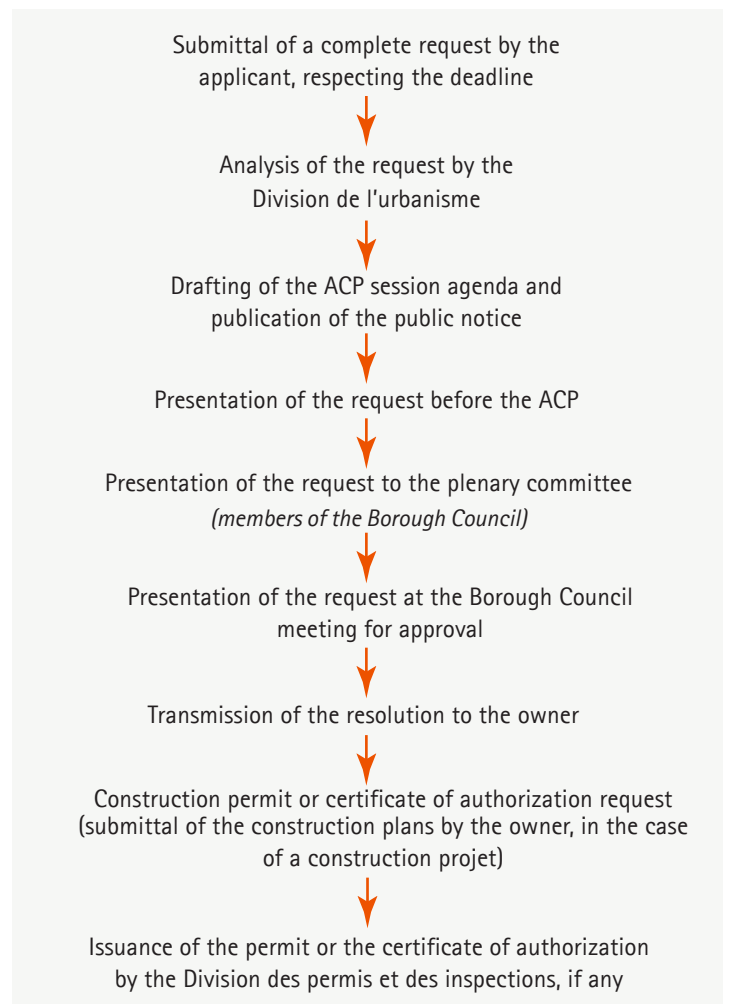 Submittal of a complete request by the
applicant, respecting the deadline
Analysis of the request by the
Division de l'urbanisme
Drafting of the ACP session agenda and
publication of the public notice
Presentation of the request before the ACP
Presentation of the request to the plenary committee
(members of the Borough Council)
Presentation of the request at the Borough Council
meeting for approval
Transmission of the resolution to the owner
Construction permit or certificate of authorization request
(submittal of the construction plans by the owner, in the case
of a construction projet)
Issuance of the permit or the certificate of authorization
by the Division des permis et des inspections, if any